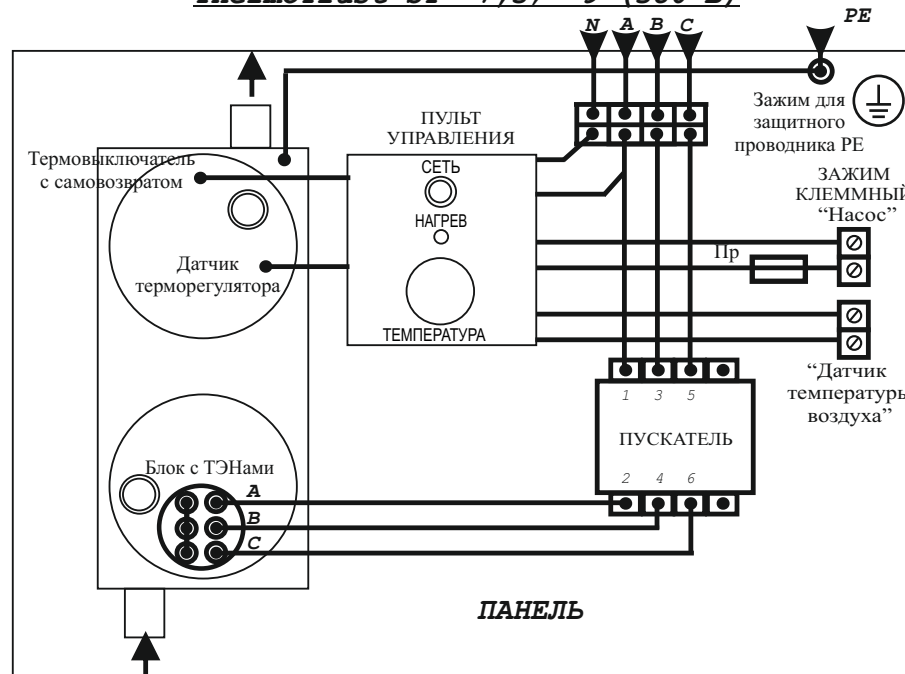 N A B C PE
ПУЛЬТ
УПРАВЛЕНИЯ
Зажим для
защитного
проводника PE
Термовыключатель
с самовозвратом
СЕТЬ
ЗАЖИМ
КЛЕММНЫЙ
“Насос”
НАГРЕВ
Пр
Датчик
терморегулятора
ТЕМПЕРАТУРА
“Датчик
температуры
воздуха”
1 3 5
ПУСКАТЕЛЬ
2 4 6
Блок с ТЭНами
A
B
C
ПАНЕЛЬ